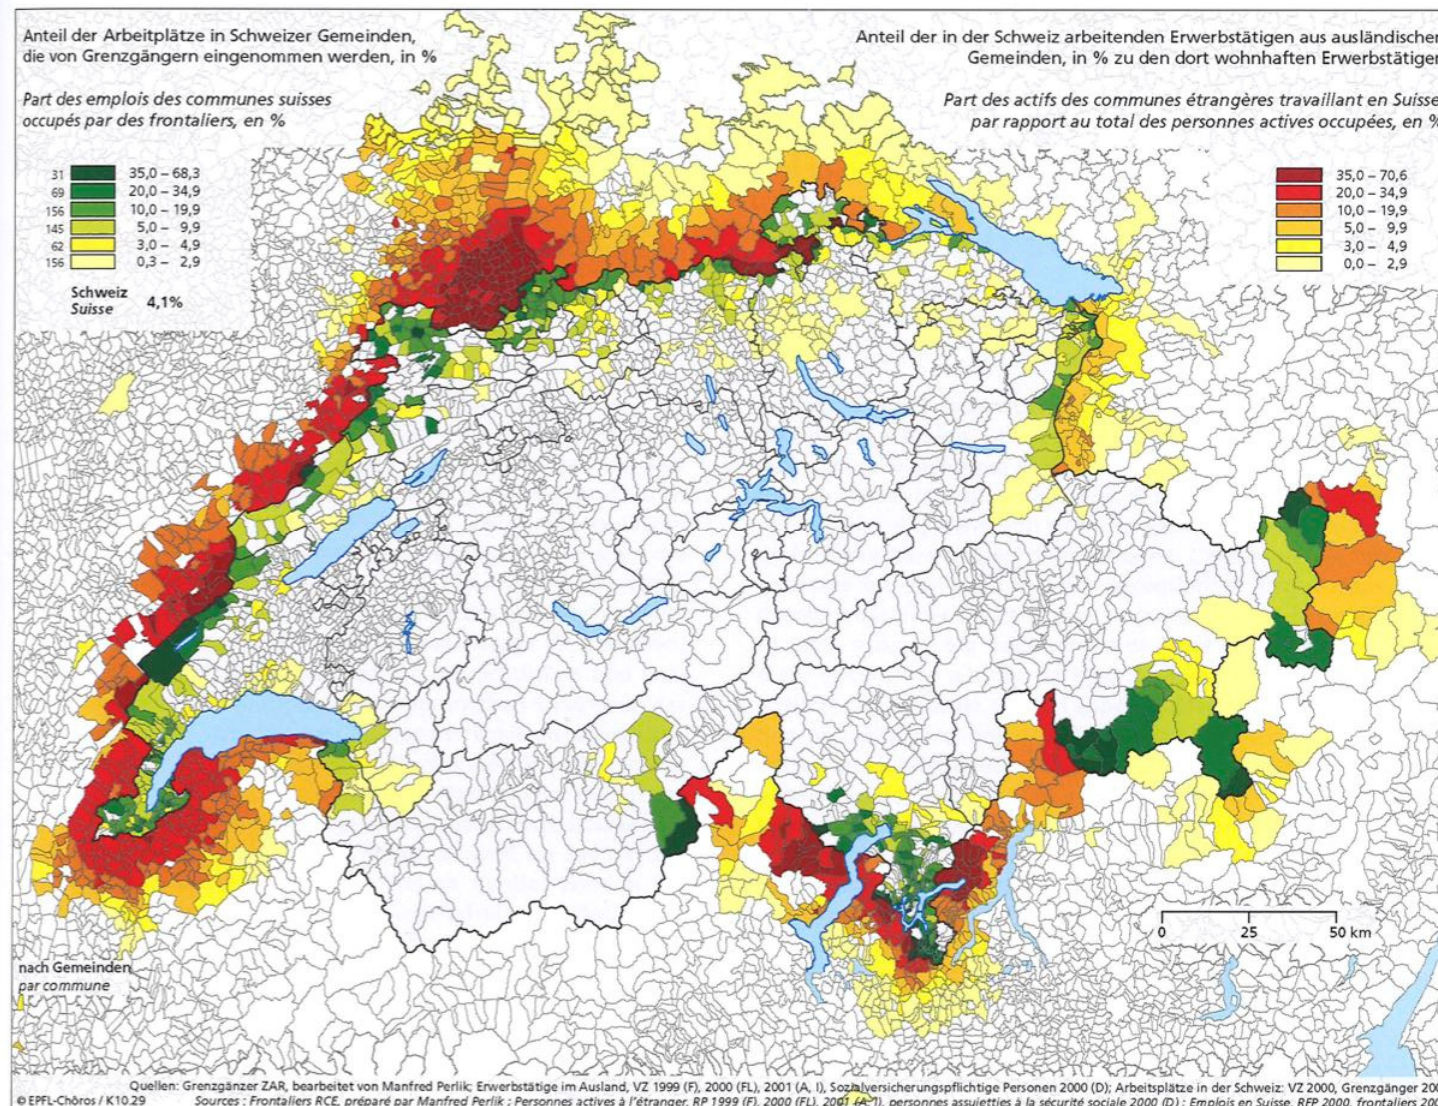 Anteil der Arbeitplätze in Schweizer Gemeinden,
die von Grenzgängern eingenommen werden, in %
Part des emplois des communes suisses
occupés par des frontaliers, en %
31 35,0 – 68,3
69 20,0 – 34,9
156 10,0 – 19,9
145 5,0 – 9,9
62 3,0 – 4,9
156 0,3 – 2,9
Schweiz
Suisse 4,1%
Anteil der in der Schweiz arbeitenden Erwerbstätigen aus ausländischer
Gemeinden, in % zu den dort wohnhaften Erwerbstätiger
Part des actifs des communes étrangères travaillant en Suisse
par rapport au total des personnes actives occupées, en %
35,0 – 70,6
20,0 – 34,9
10,0 – 19,9
5,0 – 9,9
3,0 – 4,9
0,0 – 2,9
0 25 50 km
nach Gemeinden
par commune
Quellen: Grenzgänzer ZAR, bearbeitet von Manfred Perlik; Erwerbstätige im Ausland, VZ 1999 (F), 2000 (FL), 2001 (A, I), Sozialversicherungspflichtige Personen 2000 (D); Arbeitsplätze in der Schweiz: VZ 2000, Grenzgänger 200
© EPFL-Chôros / K10.29 Sources : Frontaliers RCE, préparé par Manfred Perlik ; Personnes actives à l'étranger, RP 1999 (F), 2000 (FL), 2001 (A, I), personnes assujetties à la sécurité sociale 2000 (D) ; Emplois en Suisse, RFP 2000, frontaliers 200